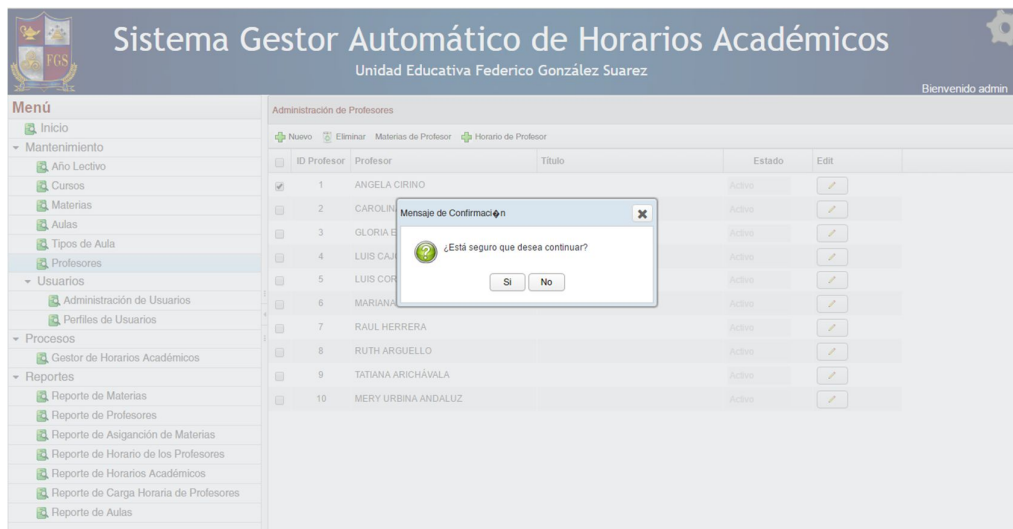 Sistema Gestor Automático de Horarios Académicos
Unidad Educativa Federico González Suarez
FGS
Bienvenido admin
Menú
Inicio
Mantenimiento
Año Lectivo
Cursos
Materias
Aulas
Tipos de Aula
Profesores
Usuarios
Administración de Usuarios
Perfiles de Usuarios
Procesos
Gestor de Horarios Académicos
Reportes
Reporte de Materias
Reporte de Profesores
Reporte de Asiganción de Materias
Reporte de Horario de los Profesores
Reporte de Horarios Académicos
Reporte de Carga Horaria de Profesores
Reporte de Aulas
Administración de Profesores
Nuevo Eliminar Materias de Profesor Horario de Profesor
ID Profesor Profesor Título Estado Edit
1 ANGELA CIRINO Activo
2 CAROLIN Activo
3 GLORIA E Activo
4 LUIS CAJ Activo
5 LUIS COR Activo
6 MARIANA Activo
7 RAUL HERRERA Activo
8 RUTH ARGUELLO Activo
9 TATIANA ARICHÁVALA Activo
10 MERY URBINA ANDALUZ Activo
Mensaje de Confirmaci�n
¿Está seguro que desea continuar?
Si No